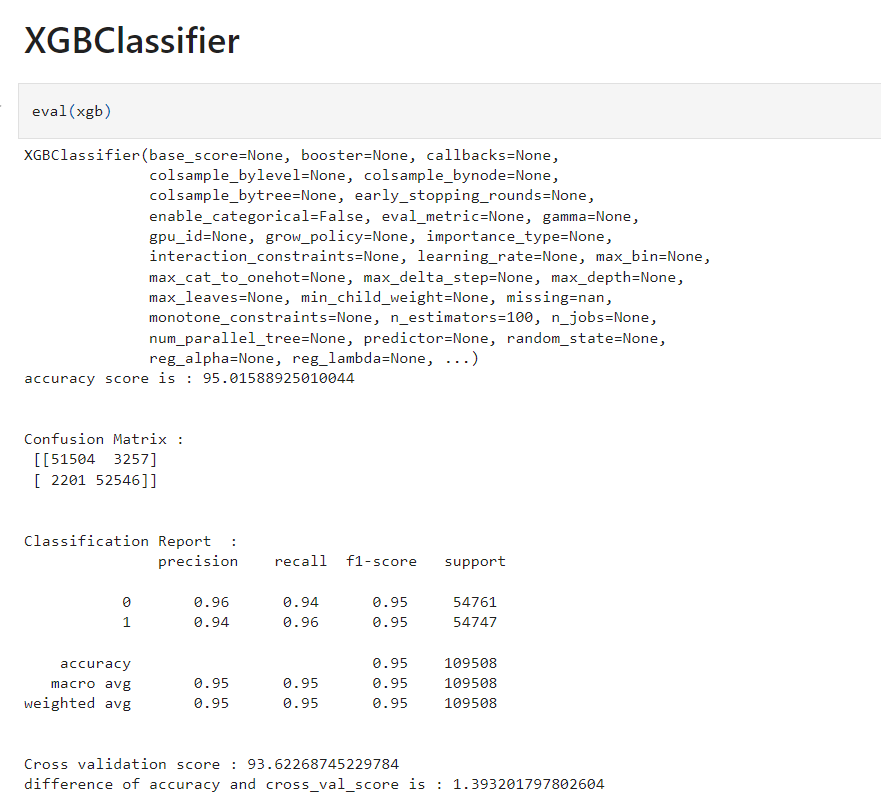 XGBClassifier
eval(xgb)
XGBClassifier(base_score=None, booster=None, callbacks=None,
              colsample_bylevel=None, colsample_bynode=None,
              colsample_bytree=None, early_stopping_rounds=None,
              enable_categorical=False, eval_metric=None, gamma=None,
              gpu_id=None, grow_policy=None, importance_type=None,
              interaction_constraints=None, learning_rate=None, max_bin=None,
              max_cat_to_onehot=None, max_delta_step=None, max_depth=None,
              max_leaves=None, min_child_weight=None, missing=nan,
              monotone_constraints=None, n_estimators=100, n_jobs=None,
              num_parallel_tree=None, predictor=None, random_state=None,
              reg_alpha=None, reg_lambda=None, ...)
accuracy score is : 95.01588925010044
Confusion Matrix :
 [[51504  3257]
 [ 2201 52546]]
Classification Report  :
               precision    recall  f1-score   support
           0       0.96      0.94      0.95     54761
           1       0.94      0.96      0.95     54747
    accuracy                           0.95    109508
   macro avg       0.95      0.95      0.95    109508
weighted avg       0.95      0.95      0.95    109508
Cross validation score : 93.62268745229784
difference of accuracy and cross_val_score is : 1.393201797802604